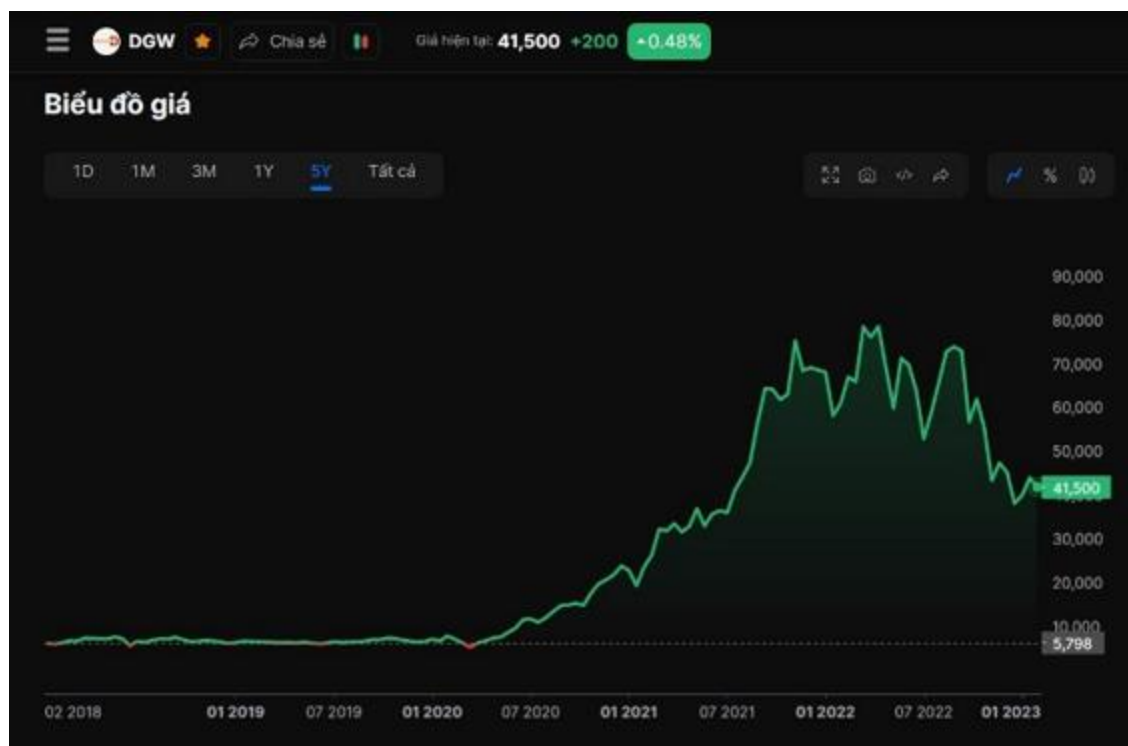 DGW Chia sẻ Giá hiện tại: 41,500 +200 0.48%
Biểu đồ giá
1D 1M 3M 1Y 5Y Tất cả </> %
90,000
80,000
70,000
60,000
50,000
41,500
30,000
20,000
10,000
5,798
02 2018 01 2019 07 2019 01 2020 07 2020 01 2021 07 2021 01 2022 07 2022 01 2023